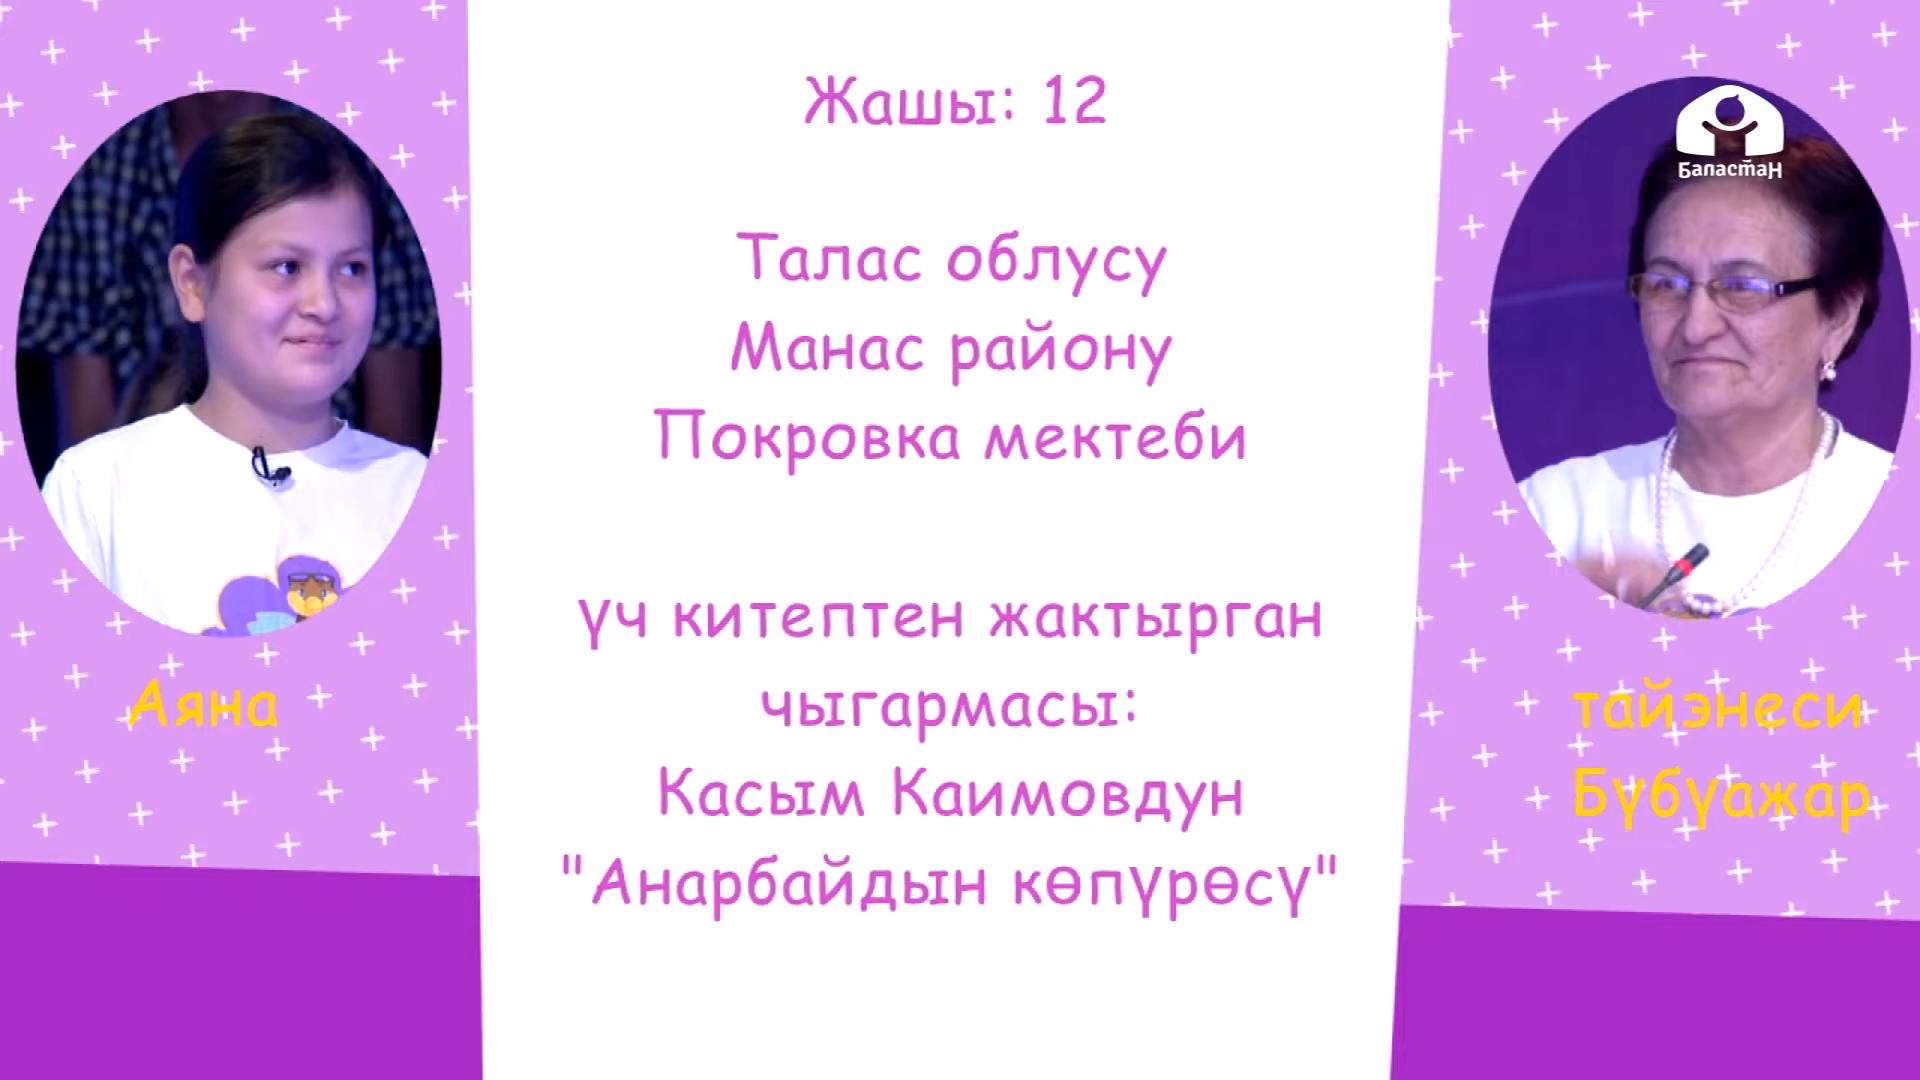 Жашы: 12
Талас облусу
Манас району
Покровка мектеби
үч китептен жактырган
чыгармасы:
Касым Каимовдун
"Анарбайдын көпүрөсү"
Аяна
тайэнеси
Бүбүажар
Баластан